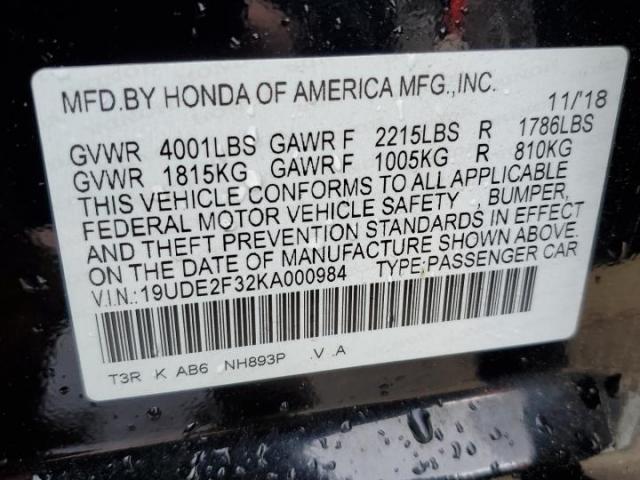 MFD.BY HONDA OF AMERICA MFG.,INC. 11/'18
GVWR 4001LBS GAWR F 2215LBS R 1786LBS
GVWR 1815KG GAWR F 1005KG R 810KG
THIS VEHICLE CONFORMS TO ALL APPLICABLE
FEDERAL MOTOR VEHICLE SAFETY , BUMPER,
AND THEFT PREVENTION STANDARDS IN EFFECT
ON THE DATE OF MANUFACTURE SHOWN ABOVE.
V.I.N.:19UDE2F32KA000984 TYPE:PASSENGER CAR
T3R K AB6 NH893P .V .A